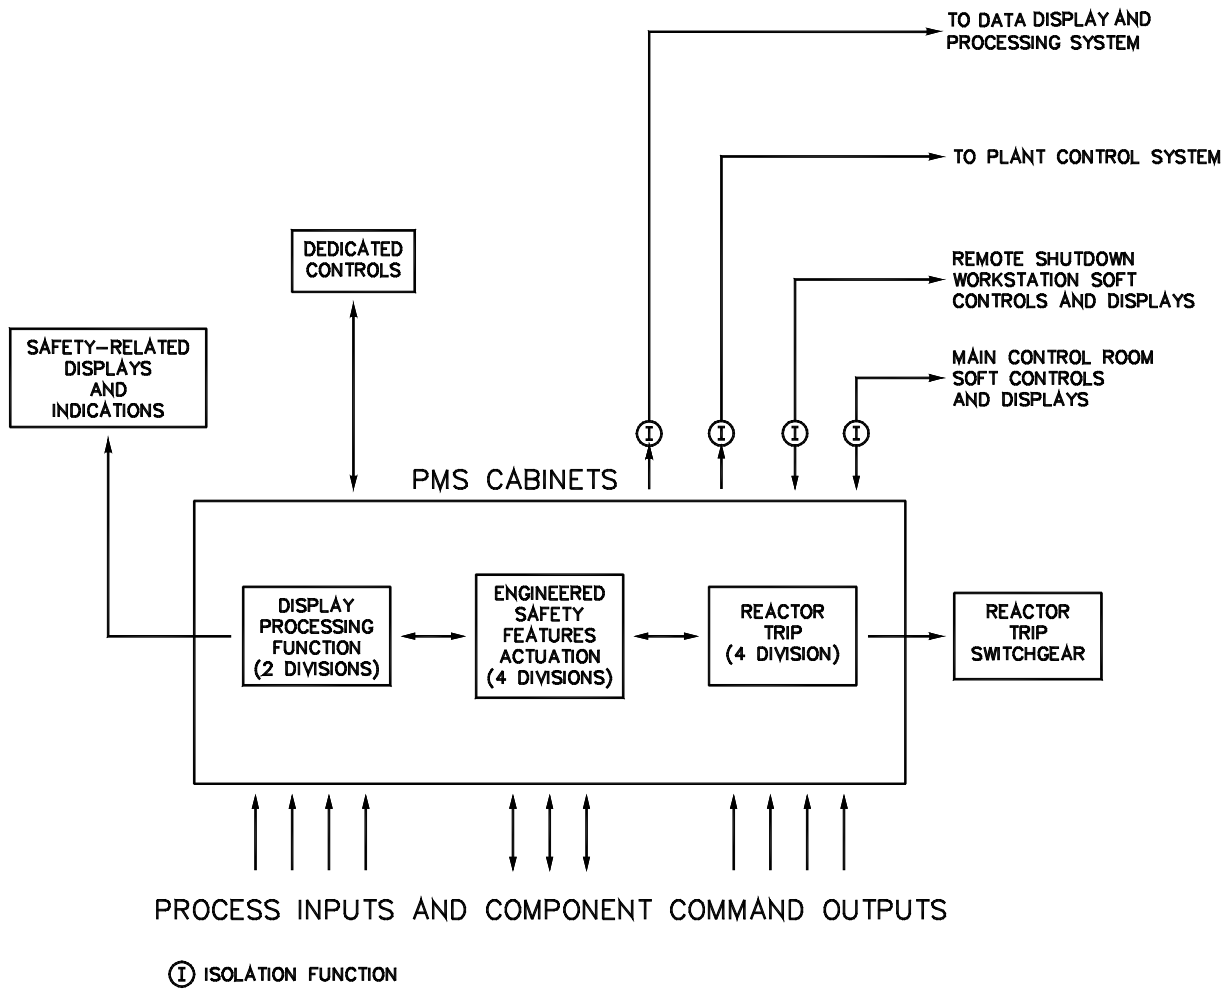 TO DATA DISPLAY AND
PROCESSING SYSTEM
TO PLANT CONTROL SYSTEM
DEDICATED
CONTROLS
REMOTE SHUTDOWN
WORKSTATION SOFT
CONTROLS AND DISPLAYS
SAFETY-RELATED
DISPLAYS
AND
INDICATIONS
MAIN CONTROL ROOM
SOFT CONTROLS
AND DISPLAYS
I
I
I
I
PMS CABINETS
DISPLAY
PROCESSING
FUNCTION
(2 DIVISIONS)
ENGINEERED
SAFETY
FEATURES
ACTUATION
(4 DIVISIONS)
REACTOR
TRIP
(4 DIVISION)
REACTOR
TRIP
SWITCHGEAR
PROCESS INPUTS AND COMPONENT COMMAND OUTPUTS
I ISOLATION FUNCTION